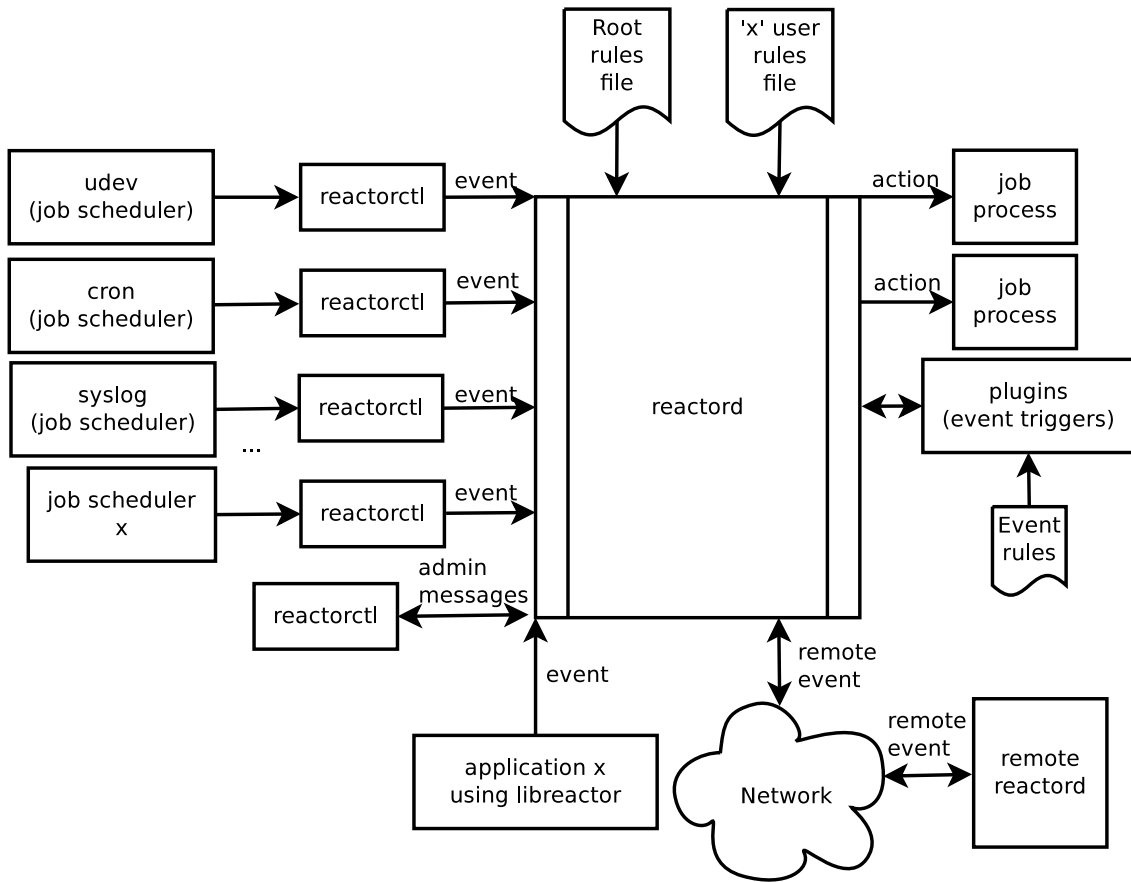 Root
rules
file
'x' user
rules
file
udev
(job scheduler)
reactorctl
event
action
job
process
cron
(job scheduler)
reactorctl
event
action
job
process
syslog
(job scheduler)
reactorctl
event
reactord
plugins
(event triggers)
...
job scheduler
x
reactorctl
event
Event
rules
reactorctl
admin
messages
event
remote
event
application x
using libreactor
Network
remote
event
remote
reactord